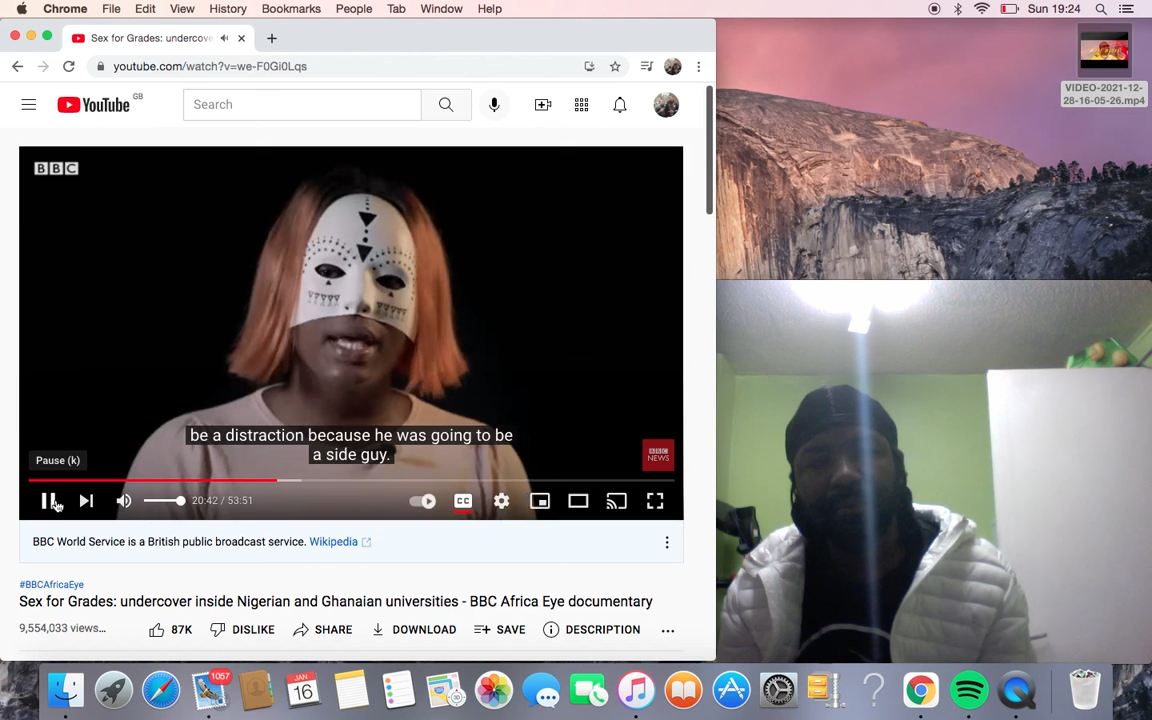 Chrome File Edit View History Bookmarks People Tab Window Help Sun 19:24
Sex for Grades: undercove
youtube.com/watch?v=we-F0Gi0Lqs
YouTube GB
Search
VIDEO-2021-12-
28-16-05-26.mp4
BBC
be a distraction because he was going to be
a side guy.
BBC
NEWS
Pause (k)
20:42 / 53:51
CC
BBC World Service is a British public broadcast service. Wikipedia
#BBCAfricaEye
Sex for Grades: undercover inside Nigerian and Ghanaian universities - BBC Africa Eye documentary
9,554,033 views...
87K DISLIKE SHARE DOWNLOAD SAVE DESCRIPTION
1057
JAN
16